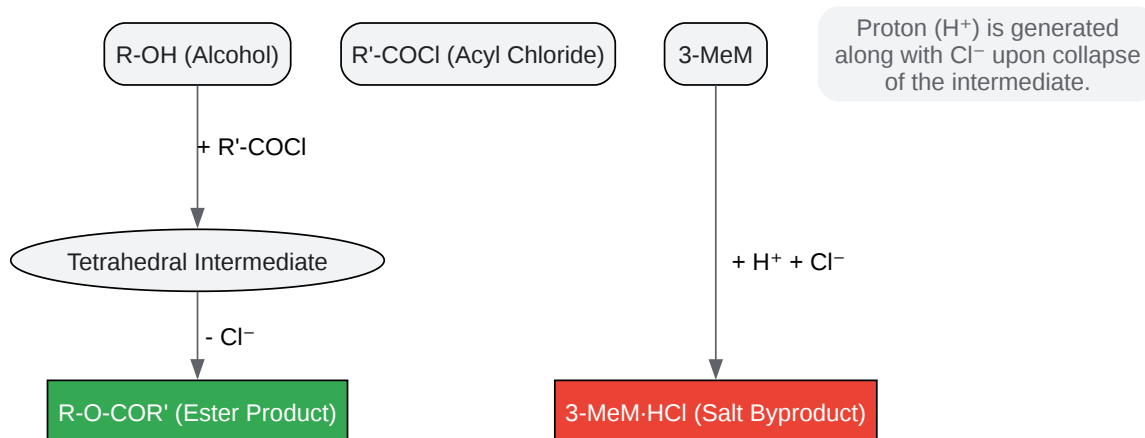 R-OH (Alcohol)
R'-COCl (Acyl Chloride)
3-MeM
Proton (H⁺) is generated
along with Cl⁻ upon collapse
of the intermediate.
+ R'-COCl
Tetrahedral Intermediate
+ H⁺ + Cl⁻
- Cl⁻
R-O-COR' (Ester Product)
3-MeM·HCl (Salt Byproduct)